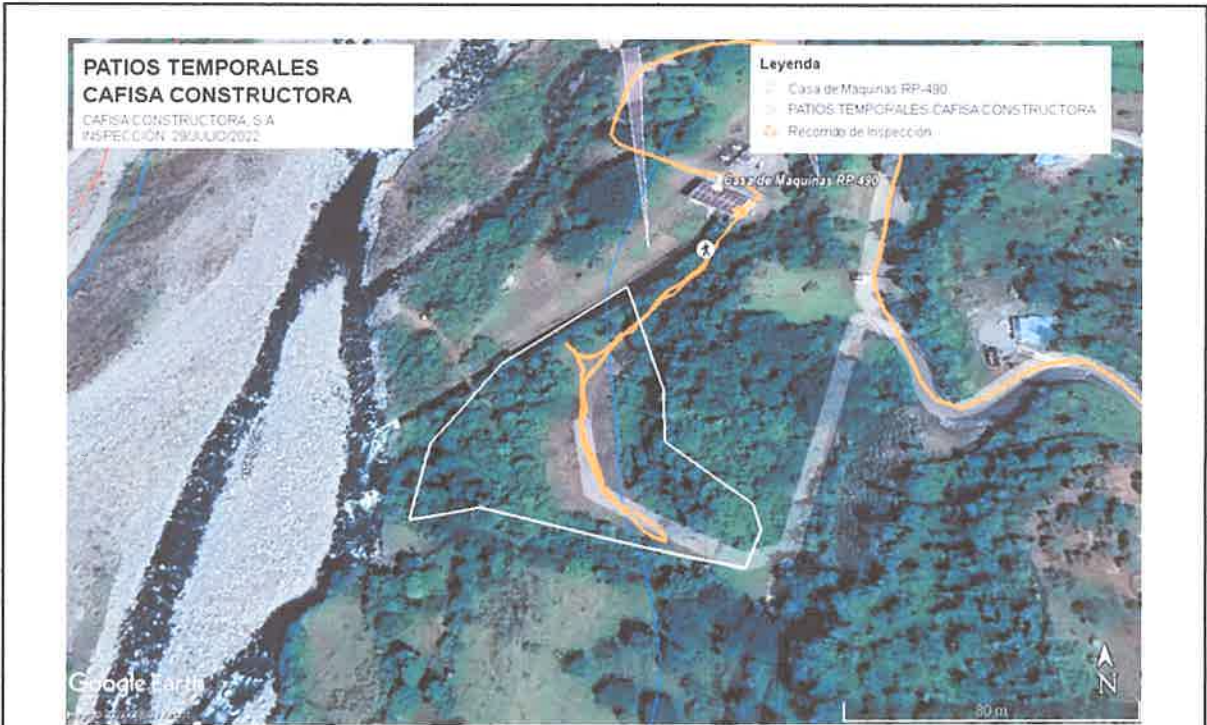 PATIOS TEMPORALES
CAFISA CONSTRUCTORA
CAFISA CONSTRUCTORA, S.A
INSPECCIÓN: 29/JULIO/2022
Leyenda
Casa de Maquinas RP-490
PATIOS TEMPORALES-CAFISA CONSTRUCTORA
Recorrido de Inspección
Casa de Maquinas RP-490
Google Earth
N
80 m